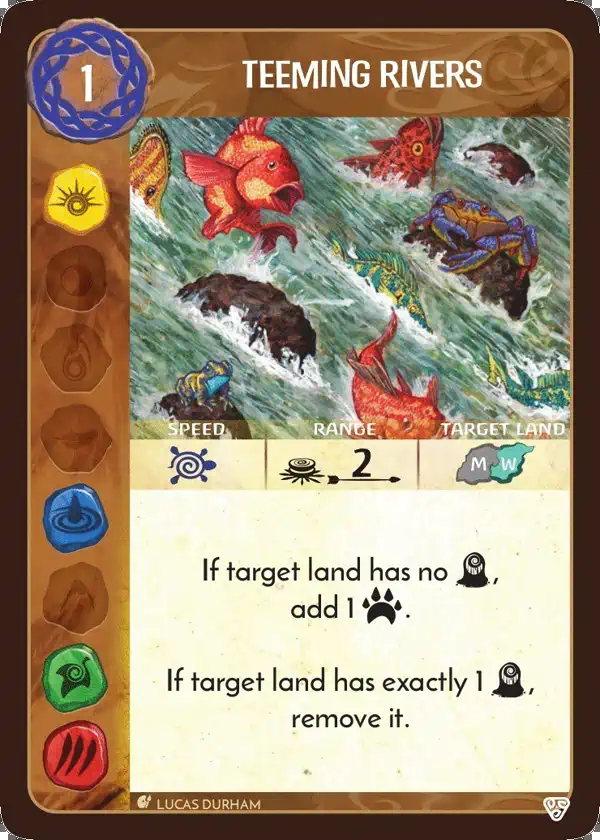 1
TEEMING RIVERS
SPEED RANGE TARGET LAND
2 M W
If target land has no ,
add 1 .
If target land has exactly 1 ,
remove it.
LUCAS DURHAM